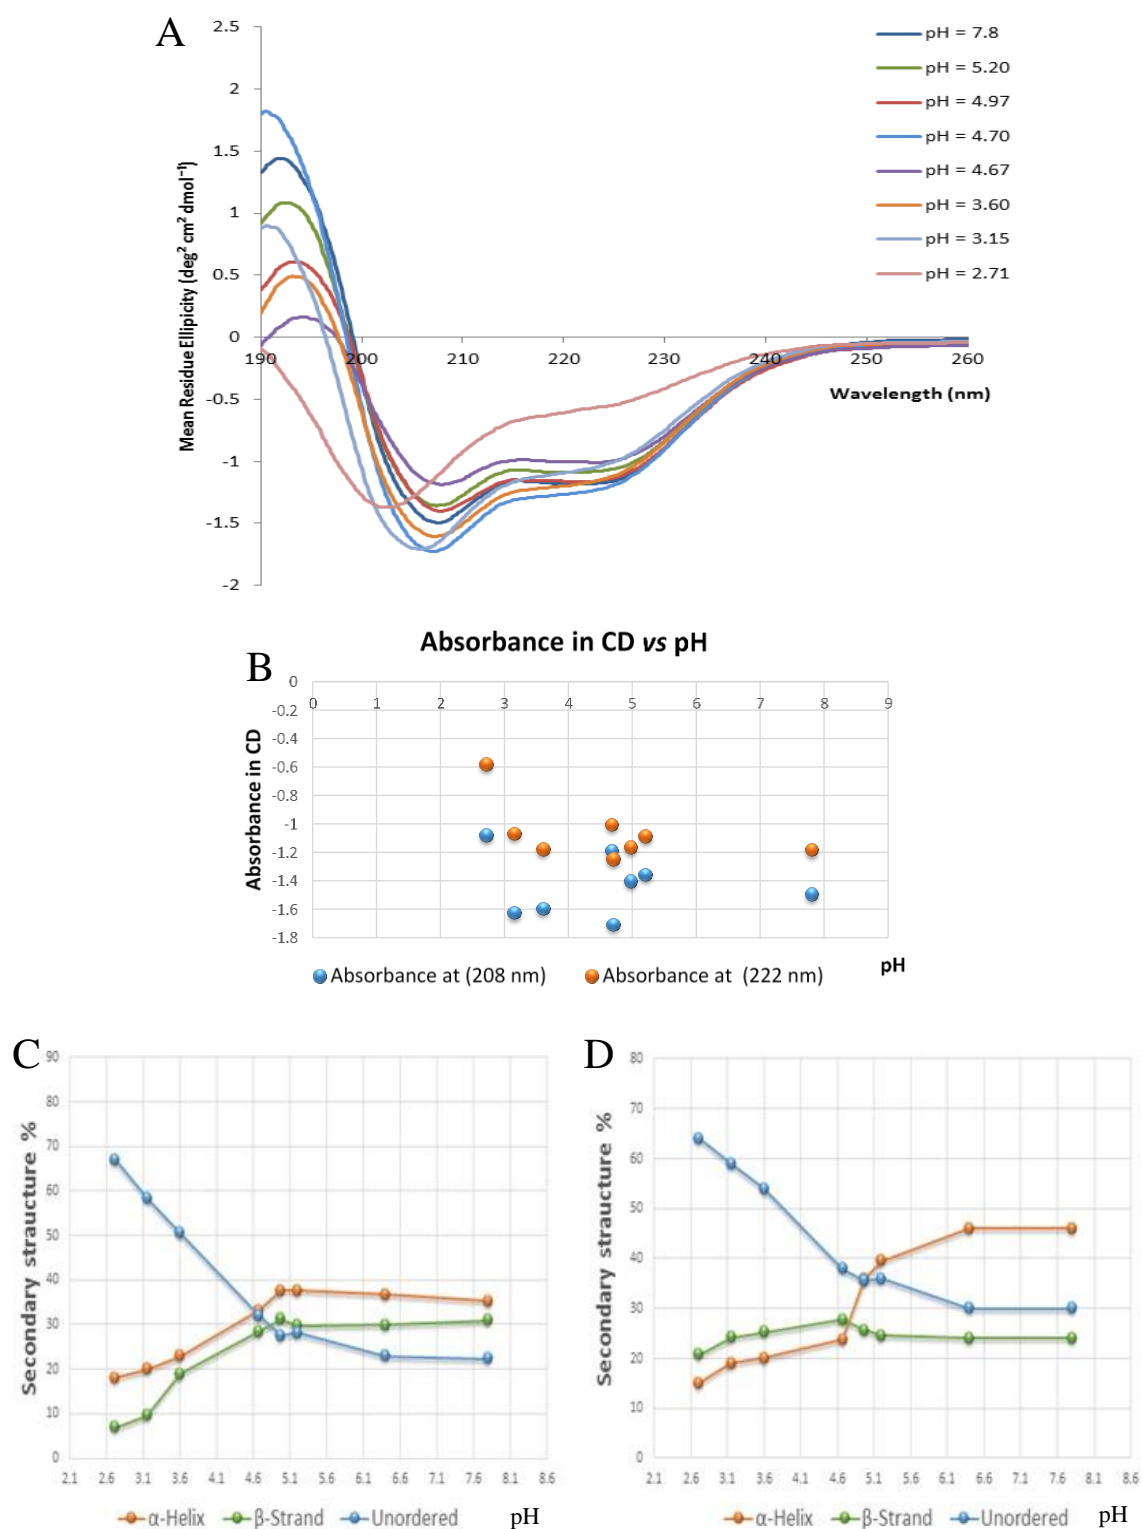 A
2.5
2
1.5
1
0.5
0
-0.5
-1
-1.5
-2
Mean Residue Ellipicity (deg² cm² dmol⁻¹)
190 200 210 220 230 240 250 260
Wavelength (nm)
pH = 7.8
pH = 5.20
pH = 4.97
pH = 4.70
pH = 4.67
pH = 3.60
pH = 3.15
pH = 2.71
Absorbance in CD vs pH
B
0
-0.2
-0.4
-0.6
-0.8
-1
-1.2
-1.4
-1.6
-1.8
Absorbance in CD
0 1 2 3 4 5 6 7 8 9
pH
Absorbance at (208 nm) Absorbance at (222 nm)
C
90
80
70
60
50
40
30
20
10
0
Secondary straucture %
2.1 2.6 3.1 3.6 4.1 4.6 5.1 5.6 6.1 6.6 7.1 7.6 8.1 8.6
α-Helix β-Strand Unordered pH
D
80
70
60
50
40
30
20
10
0
Secondary straucture %
2.1 2.6 3.1 3.6 4.1 4.6 5.1 5.6 6.1 6.6 7.1 7.6 8.1 8.6
α-Helix β-Strand Unordered pH